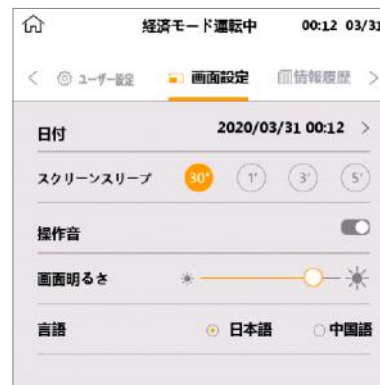 経済モード運転中 00:12 03/31
< ユーザー設定 画面設定 情報履歴 >
日付 2020/03/31 00:12 >
スクリーンスリープ 30" 1' 3' 5'
操作音
画面明るさ
言語 日本語 中国語